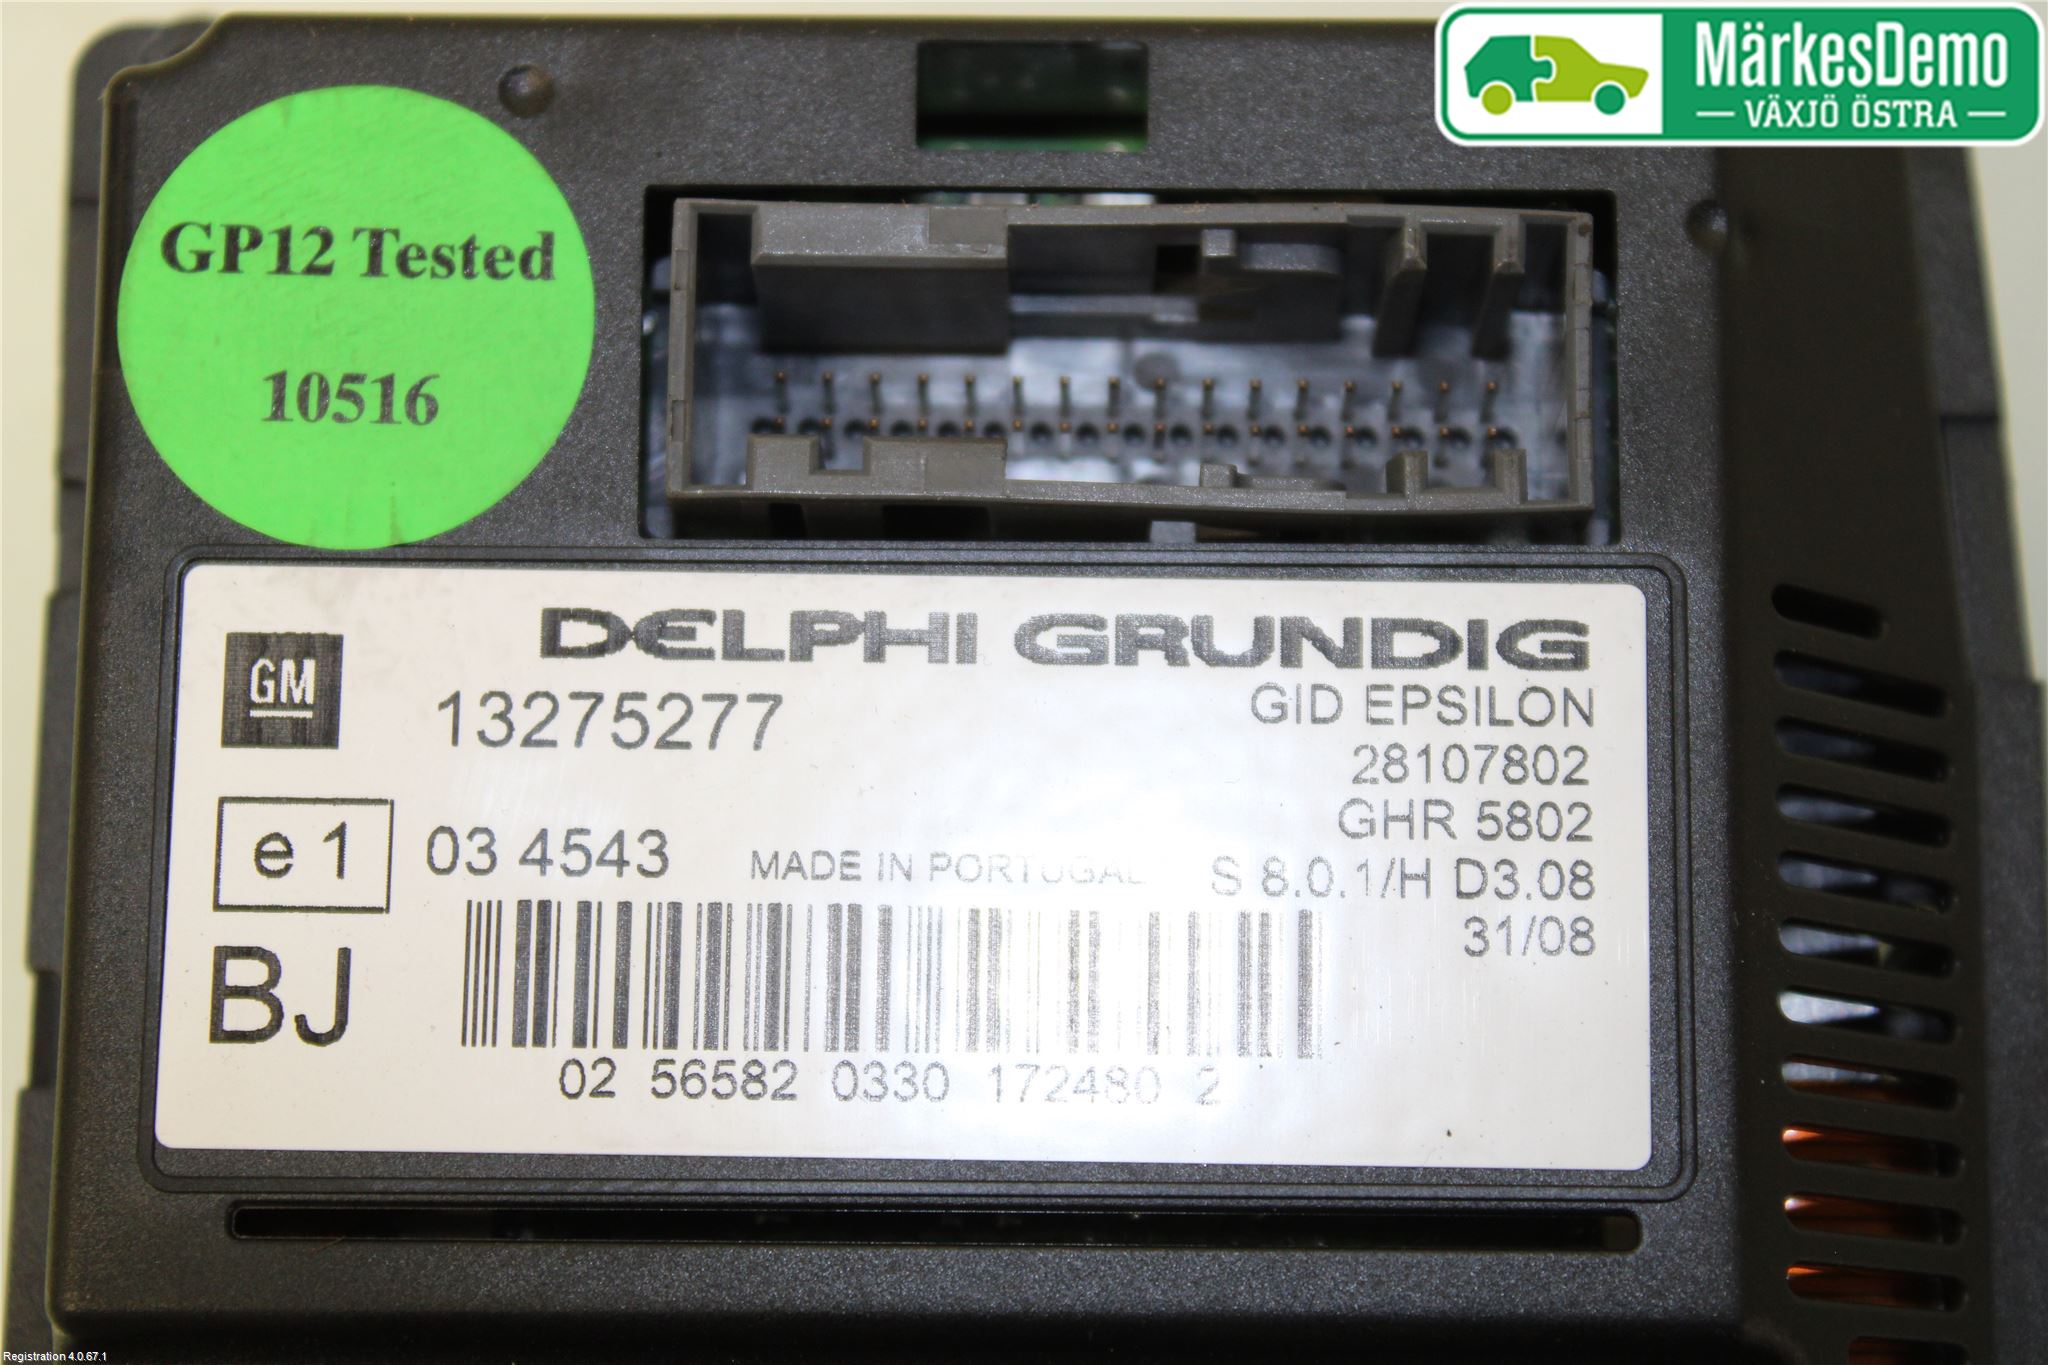 MärkesDemo
VÄXJÖ ÖSTRA
GP12 Tested
10516
DELPHI GRUNDIG
GM
13275277
GID EPSILON
28107802
GHR 5802
e1
03 4543
MADE IN PORTUGAL
S 8.0.1/H D3.08
31/08
BJ
02 56582 0330 172480 2
Registration 4.0.67.1